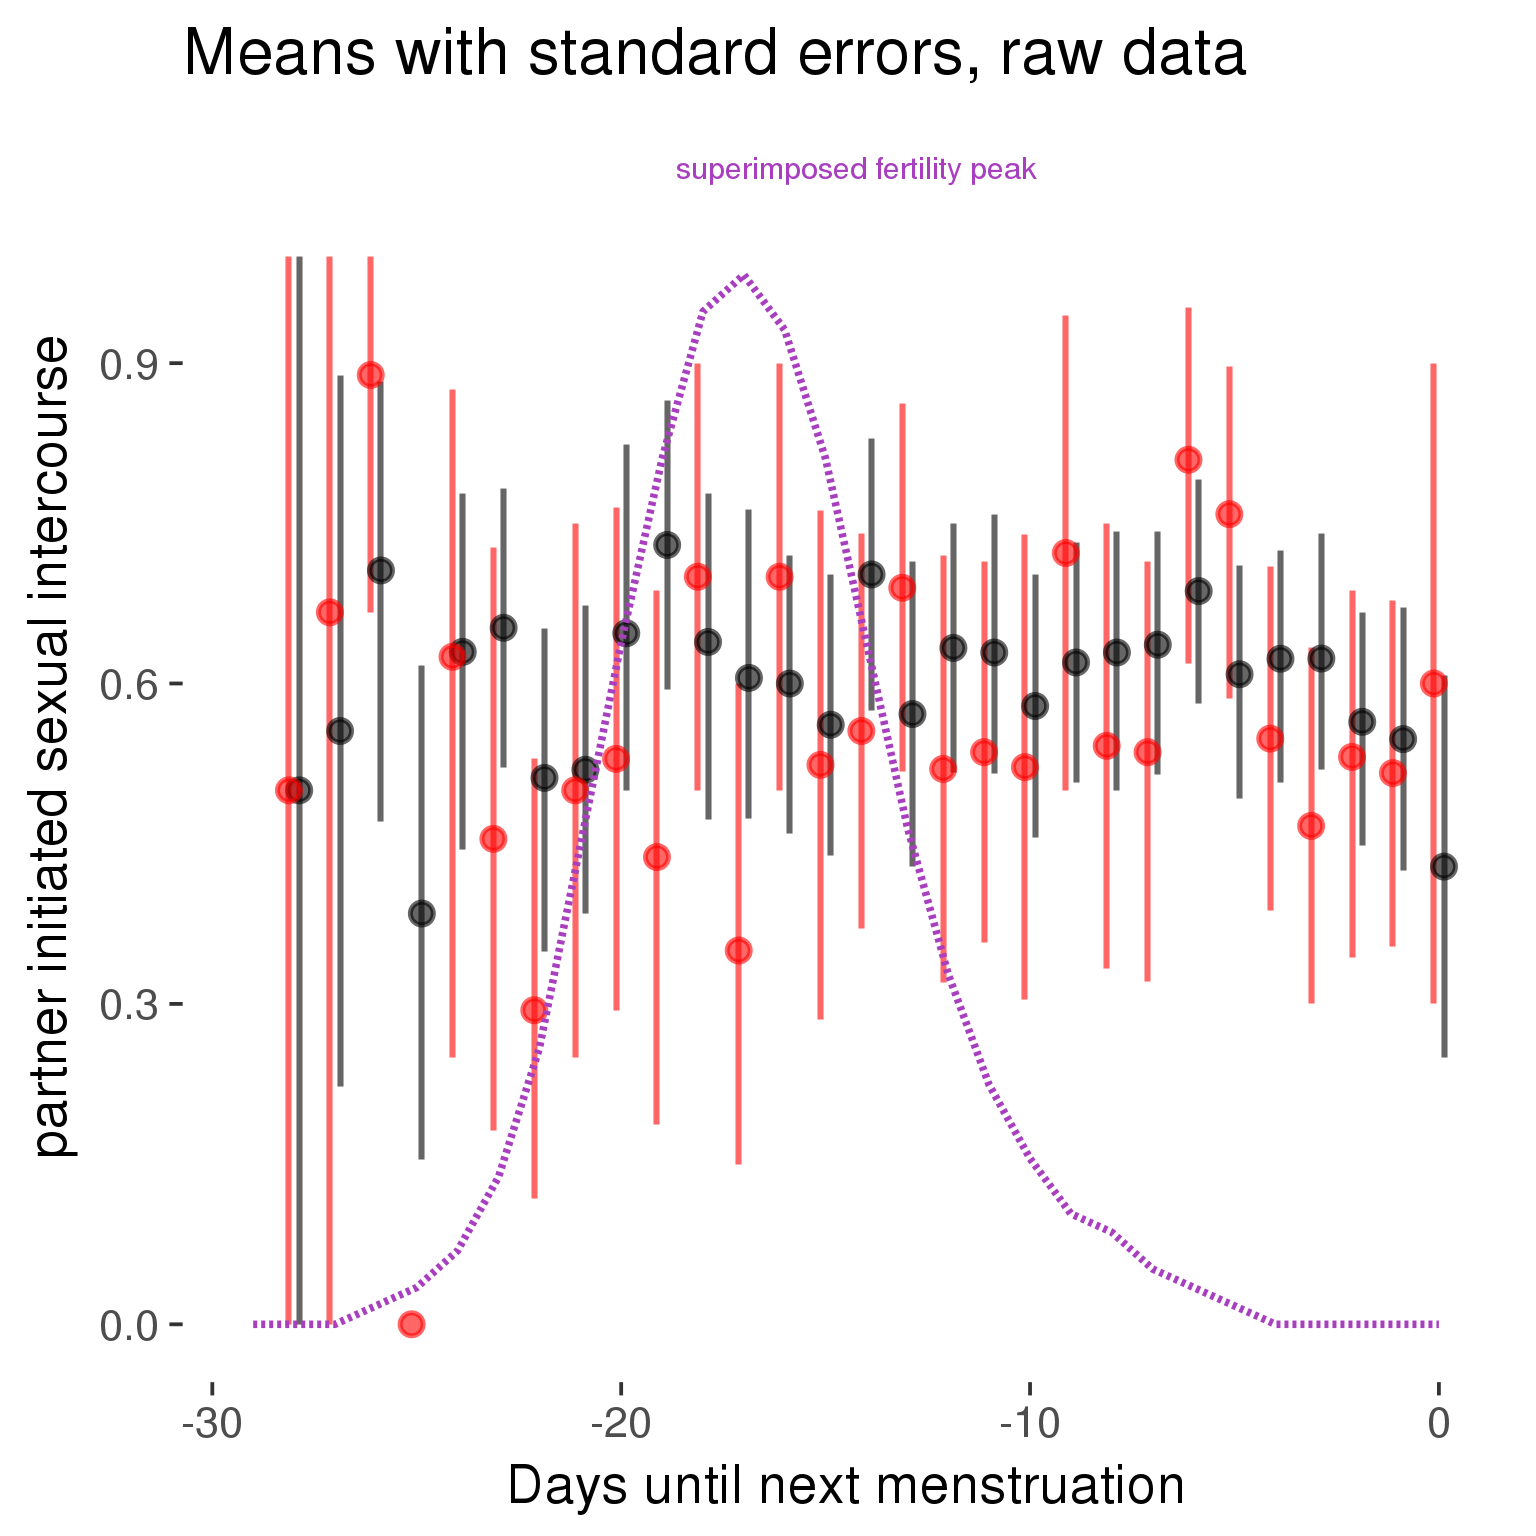 Means with standard errors, raw data
superimposed fertility peak
partner initiated sexual intercourse
0.9
0.6
0.3
0.0
-30
-20
-10
0
Days until next menstruation